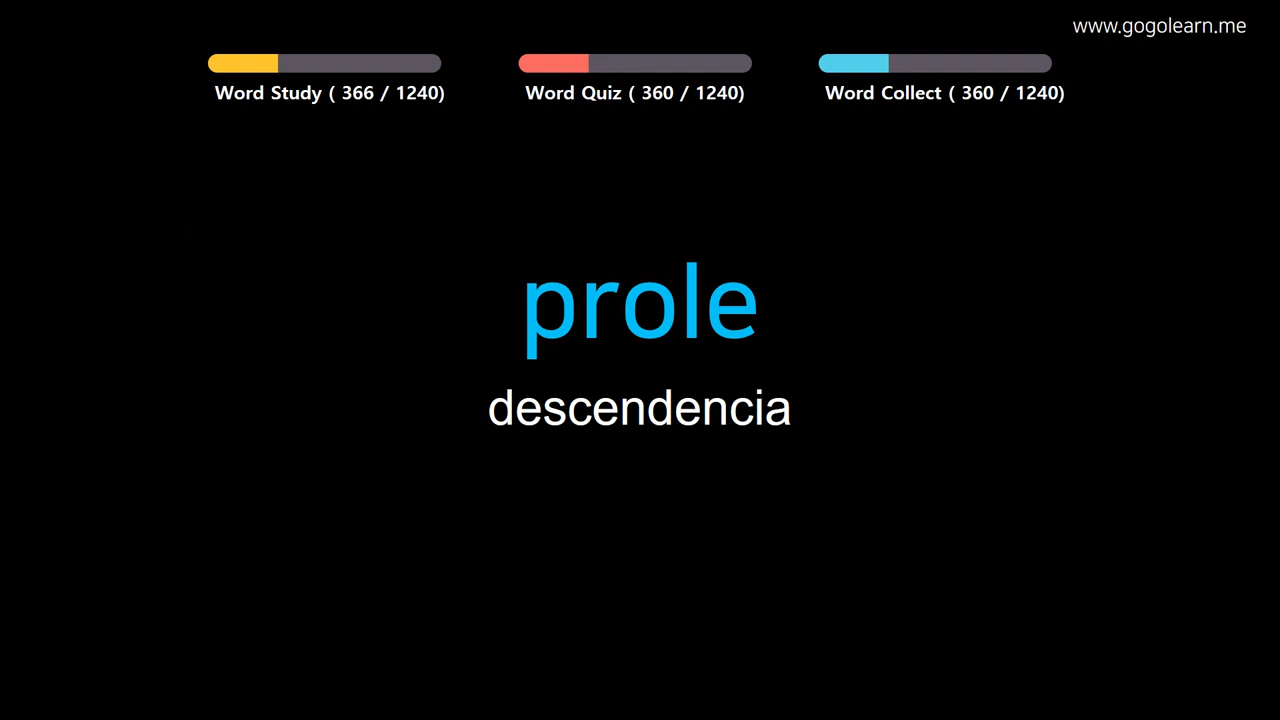 www.gogolearn.me
Word Study ( 366 / 1240)
Word Quiz ( 360 / 1240)
Word Collect ( 360 / 1240)
prole
descendencia